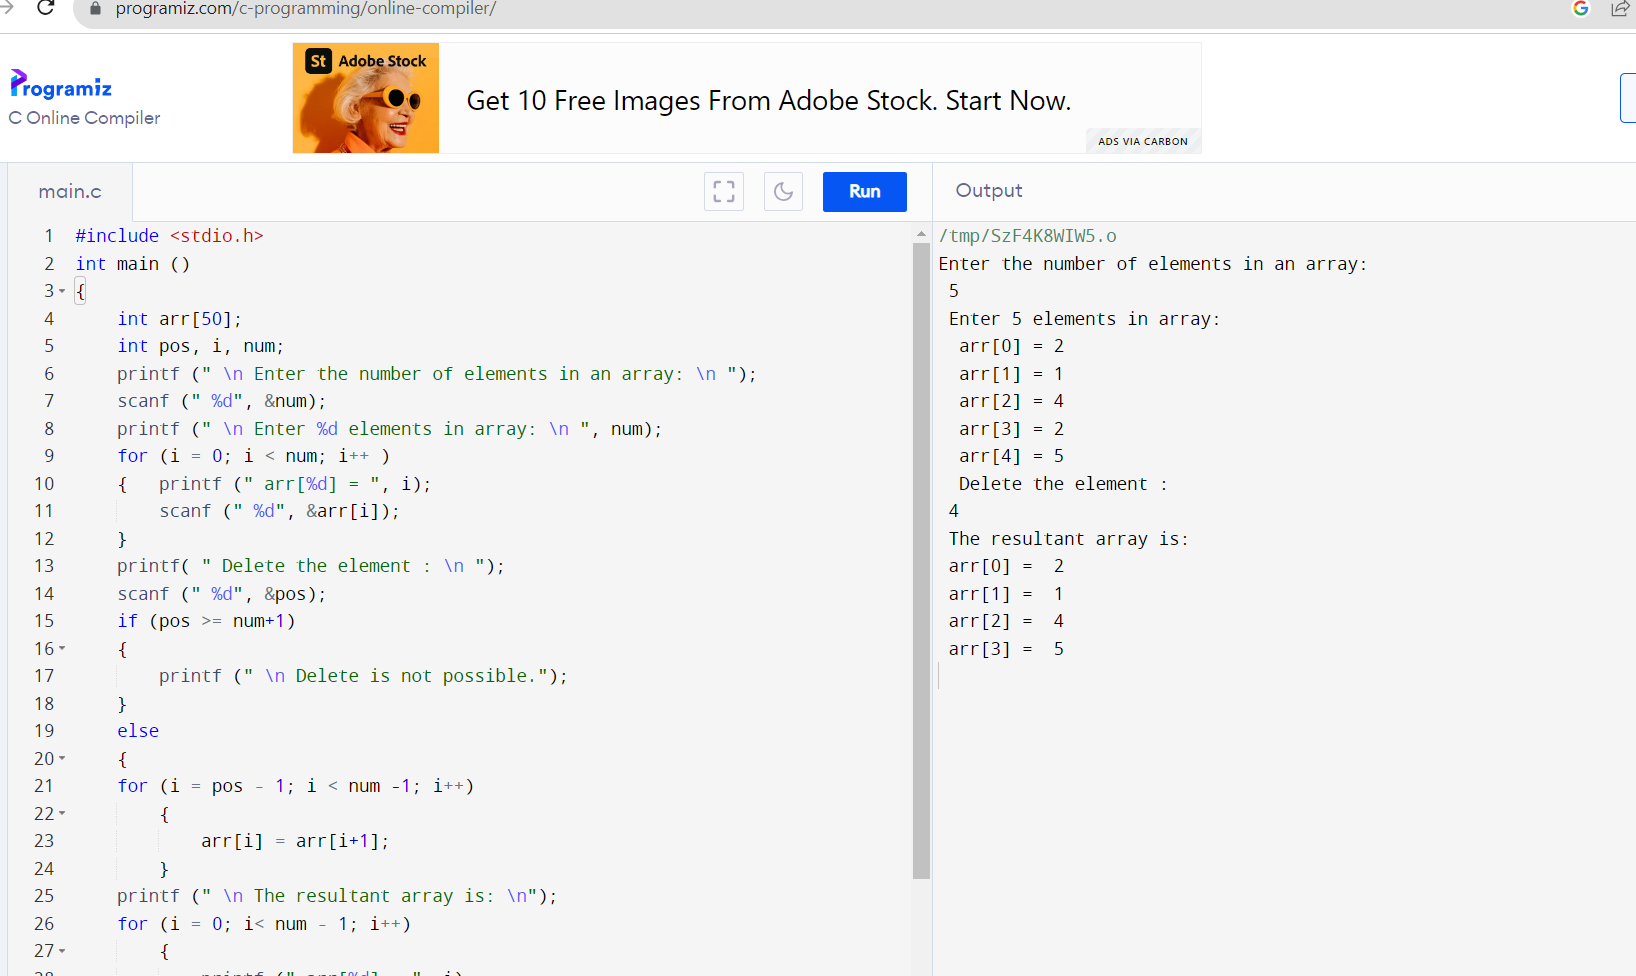 programiz.com/c-programming/online-compiler/
Programiz
C Online Compiler
St Adobe Stock
Get 10 Free Images From Adobe Stock. Start Now.
ADS VIA CARBON
main.c
Run
Output
1 #include <stdio.h>
2 int main ()
3 {
4 int arr[50];
5 int pos, i, num;
6 printf (" \n Enter the number of elements in an array: \n ");
7 scanf (" %d", &num);
8 printf (" \n Enter %d elements in array: \n ", num);
9 for (i = 0; i < num; i++ )
10 { printf (" arr[%d] = ", i);
11 scanf (" %d", &arr[i]);
12 }
13 printf( " Delete the element : \n ");
14 scanf (" %d", &pos);
15 if (pos >= num+1)
16 {
17 printf (" \n Delete is not possible.");
18 }
19 else
20 {
21 for (i = pos - 1; i < num -1; i++)
22 {
23 arr[i] = arr[i+1];
24 }
25 printf (" \n The resultant array is: \n");
26 for (i = 0; i< num - 1; i++)
27 {
/tmp/SzF4K8WIW5.o
Enter the number of elements in an array:
5
Enter 5 elements in array:
arr[0] = 2
arr[1] = 1
arr[2] = 4
arr[3] = 2
arr[4] = 5
Delete the element :
4
The resultant array is:
arr[0] =  2
arr[1] =  1
arr[2] =  4
arr[3] =  5